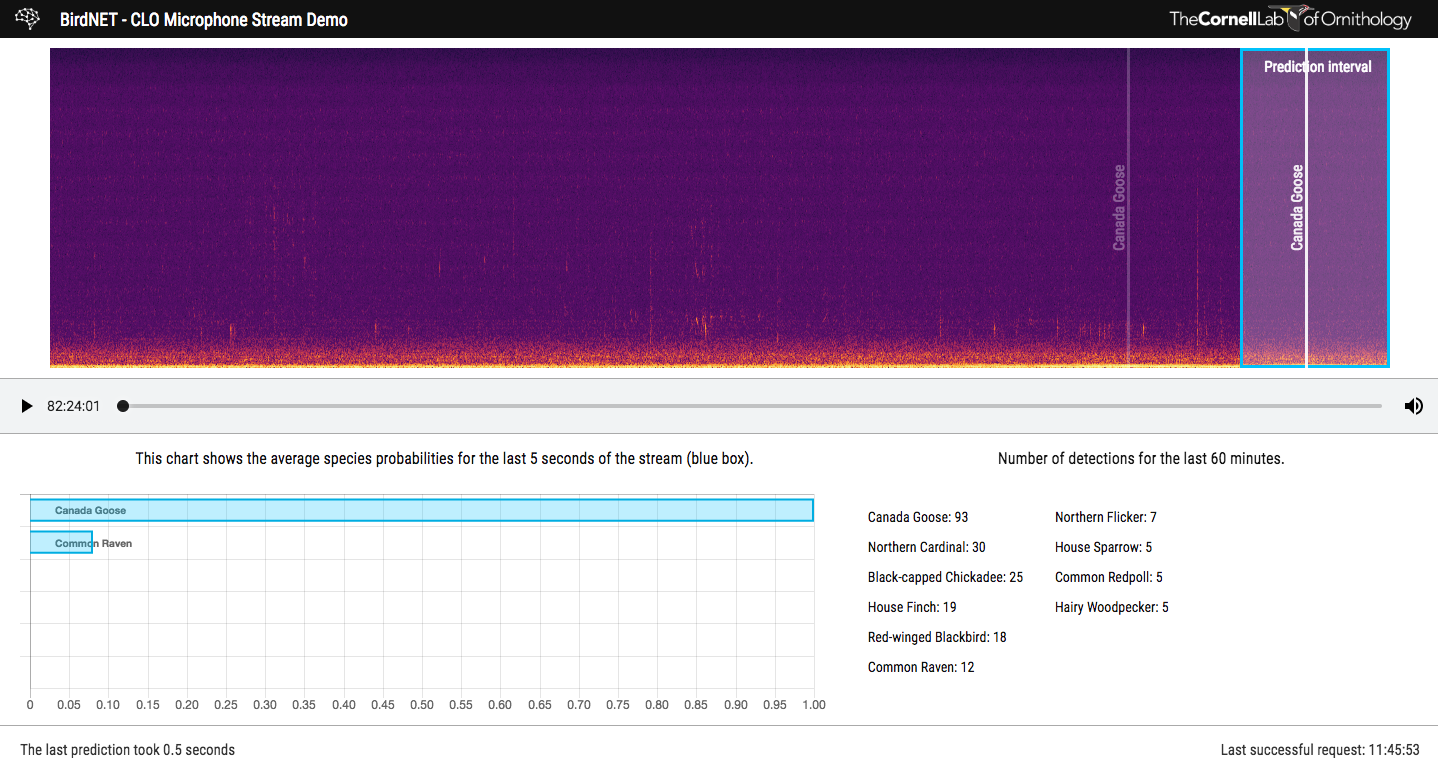 BirdNET - CLO Microphone Stream Demo
TheCornellLab of Ornithology
Prediction interval
Canada Goose
Canada Goose
82:24:01
This chart shows the average species probabilities for the last 5 seconds of the stream (blue box).
Canada Goose
Common Raven
0 0.05 0.10 0.15 0.20 0.25 0.30 0.35 0.40 0.45 0.50 0.55 0.60 0.65 0.70 0.75 0.80 0.85 0.90 0.95 1.00
Number of detections for the last 60 minutes.
Canada Goose: 93
Northern Cardinal: 30
Black-capped Chickadee: 25
House Finch: 19
Red-winged Blackbird: 18
Common Raven: 12
Northern Flicker: 7
House Sparrow: 5
Common Redpoll: 5
Hairy Woodpecker: 5
The last prediction took 0.5 seconds
Last successful request: 11:45:53